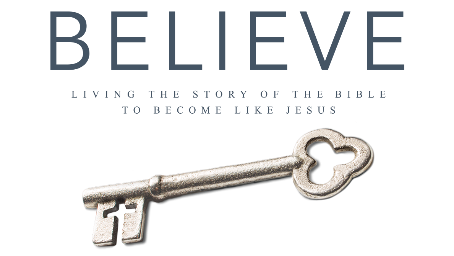 BELIEVE
LIVING THE STORY OF THE BIBLE
TO BECOME LIKE JESUS